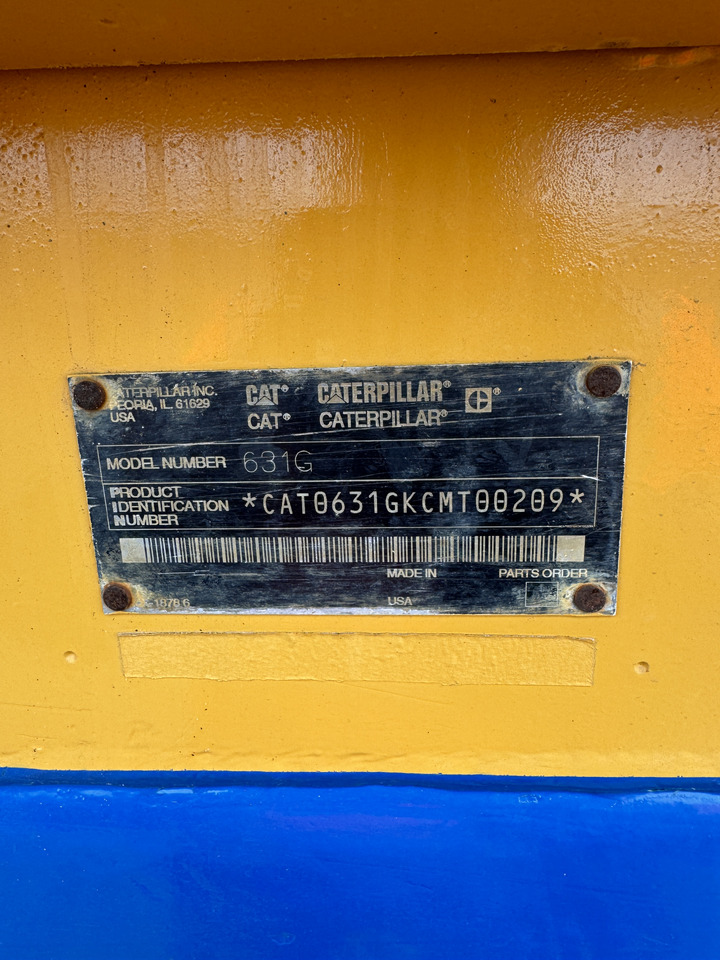 CATERPILLAR INC.
PEORIA, IL. 61629
USA
CAT® CATERPILLAR®
CAT® CATERPILLAR®
MODEL NUMBER 631G
PRODUCT
IDENTIFICATION
NUMBER
*CAT0631GKCMT00209*
MADE IN PARTS ORDER
USA